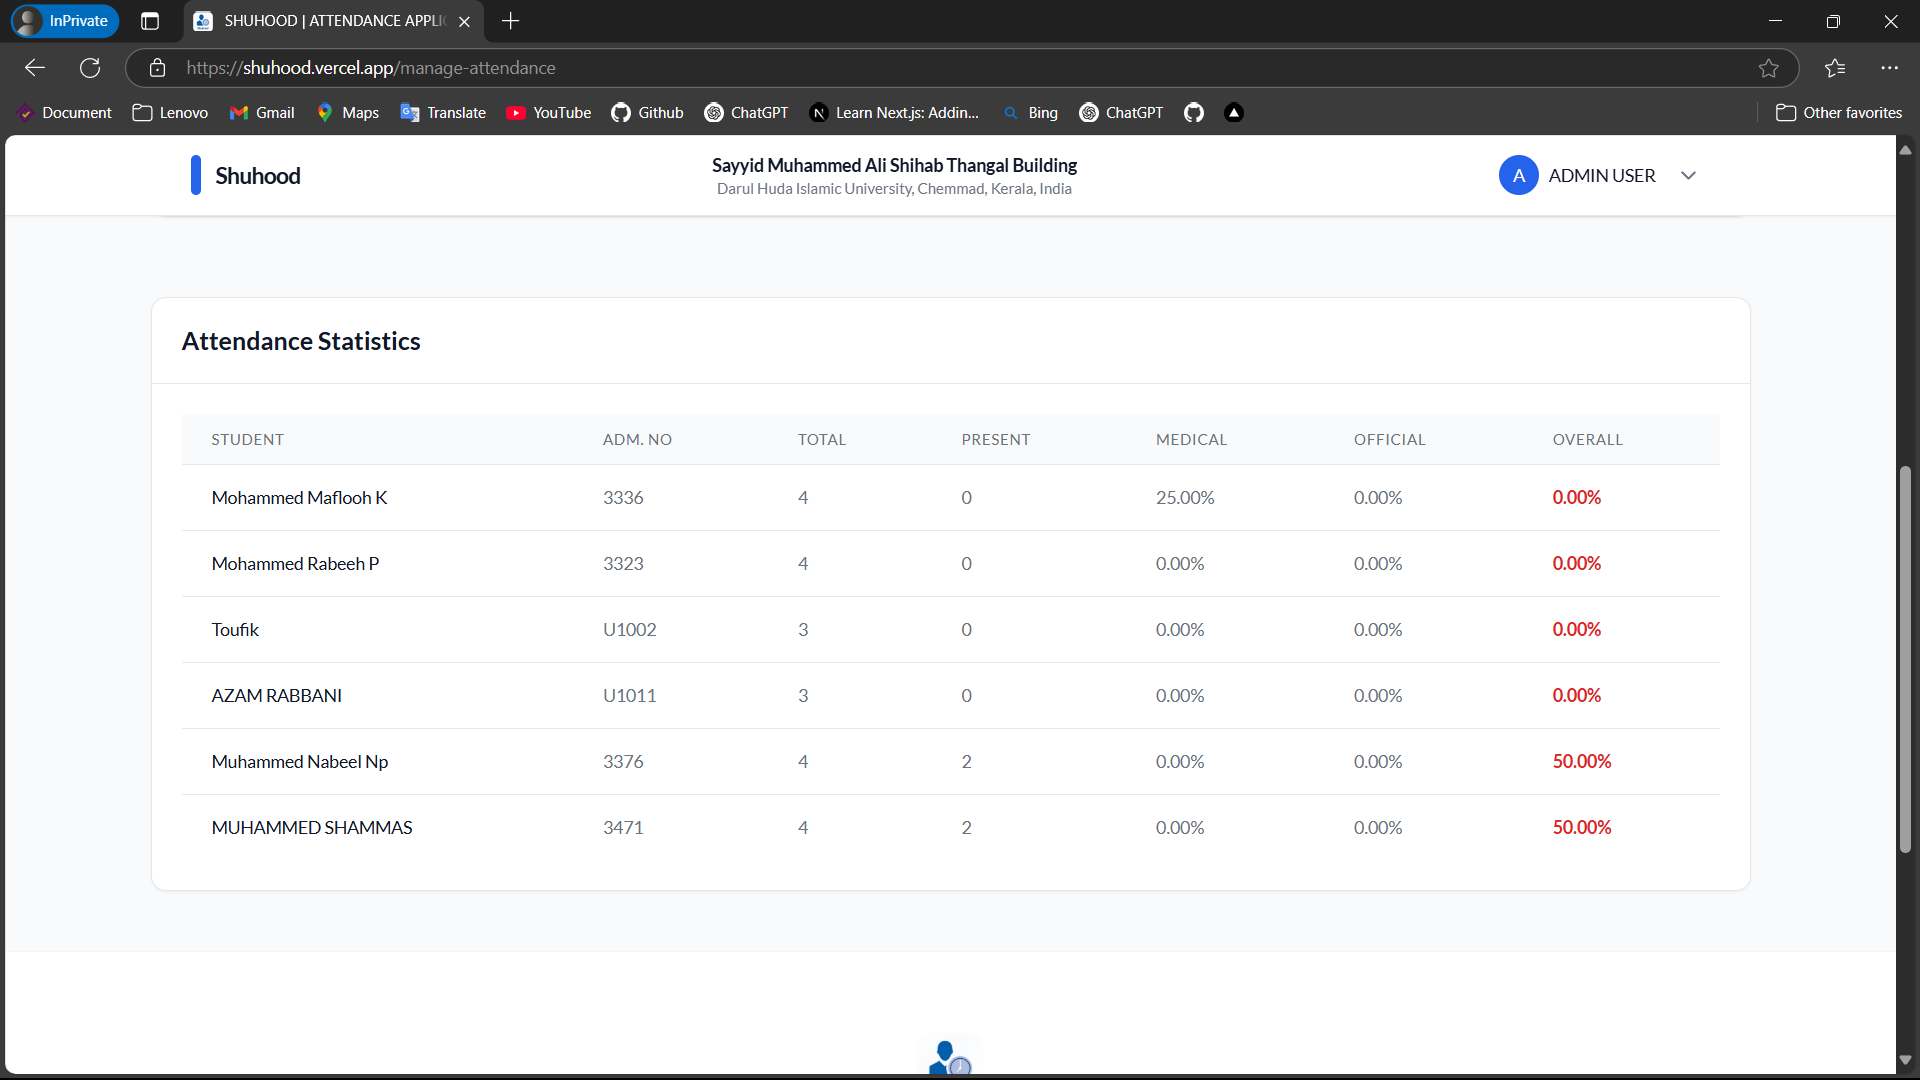 InPrivate
SHUHOOD | ATTENDANCE APPLIC
https://shuhood.vercel.app/manage-attendance
Document Lenovo Gmail Maps Translate YouTube Github ChatGPT Learn Next.js: Addin... Bing ChatGPT Other favorites
Shuhood
Sayyid Muhammed Ali Shihab Thangal Building
Darul Huda Islamic University, Chemmad, Kerala, India
A ADMIN USER
Attendance Statistics
STUDENT ADM. NO TOTAL PRESENT MEDICAL OFFICIAL OVERALL
Mohammed Maflooh K 3336 4 0 25.00% 0.00% 0.00%
Mohammed Rabeeh P 3323 4 0 0.00% 0.00% 0.00%
Toufik U1002 3 0 0.00% 0.00% 0.00%
AZAM RABBANI U1011 3 0 0.00% 0.00% 0.00%
Muhammed Nabeel Np 3376 4 2 0.00% 0.00% 50.00%
MUHAMMED SHAMMAS 3471 4 2 0.00% 0.00% 50.00%